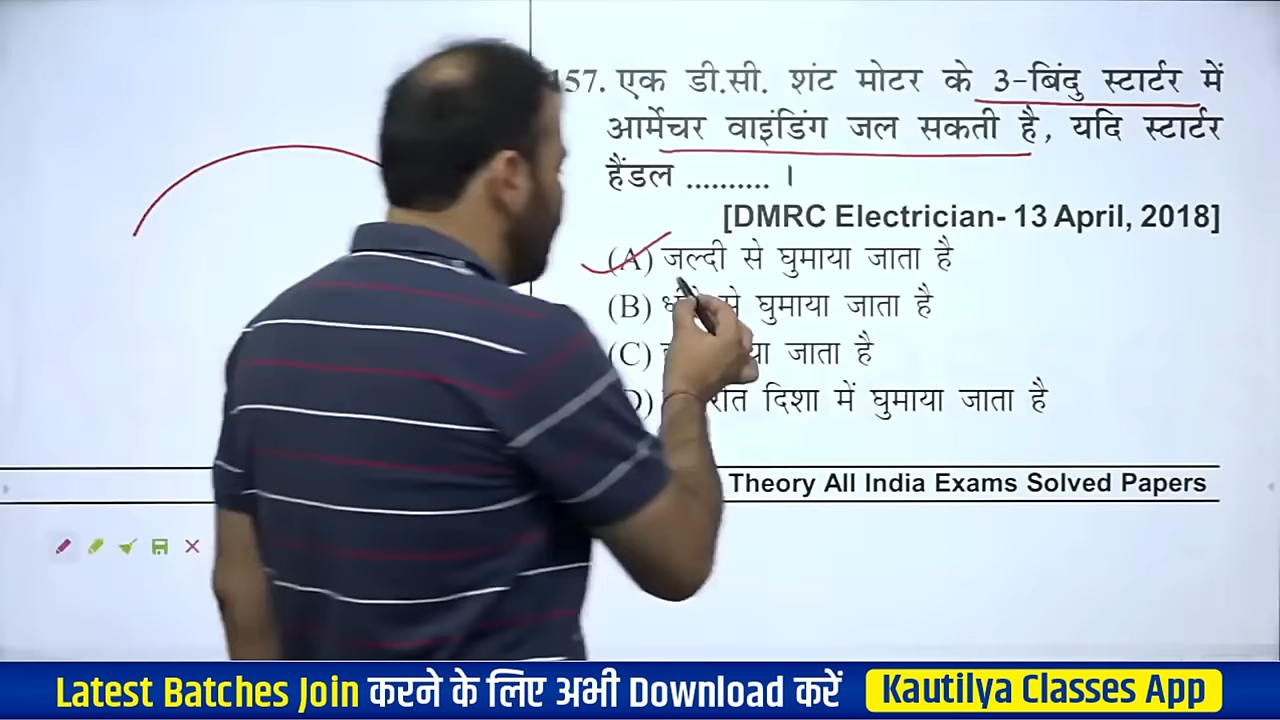 157. एक डी.सी. शंट मोटर के 3-बिंदु स्टार्टर में
आर्मेचर वाइंडिंग जल सकती है, यदि स्टार्टर
हैंडल .......... ।
[DMRC Electrician- 13 April, 2018]
(A) जल्दी से घुमाया जाता है
(B) से घुमाया जाता है
(C) जाता है
दिशा में घुमाया जाता है
Theory All India Exams Solved Papers
Latest Batches Join करने के लिए अभी Download करें Kautilya Classes App